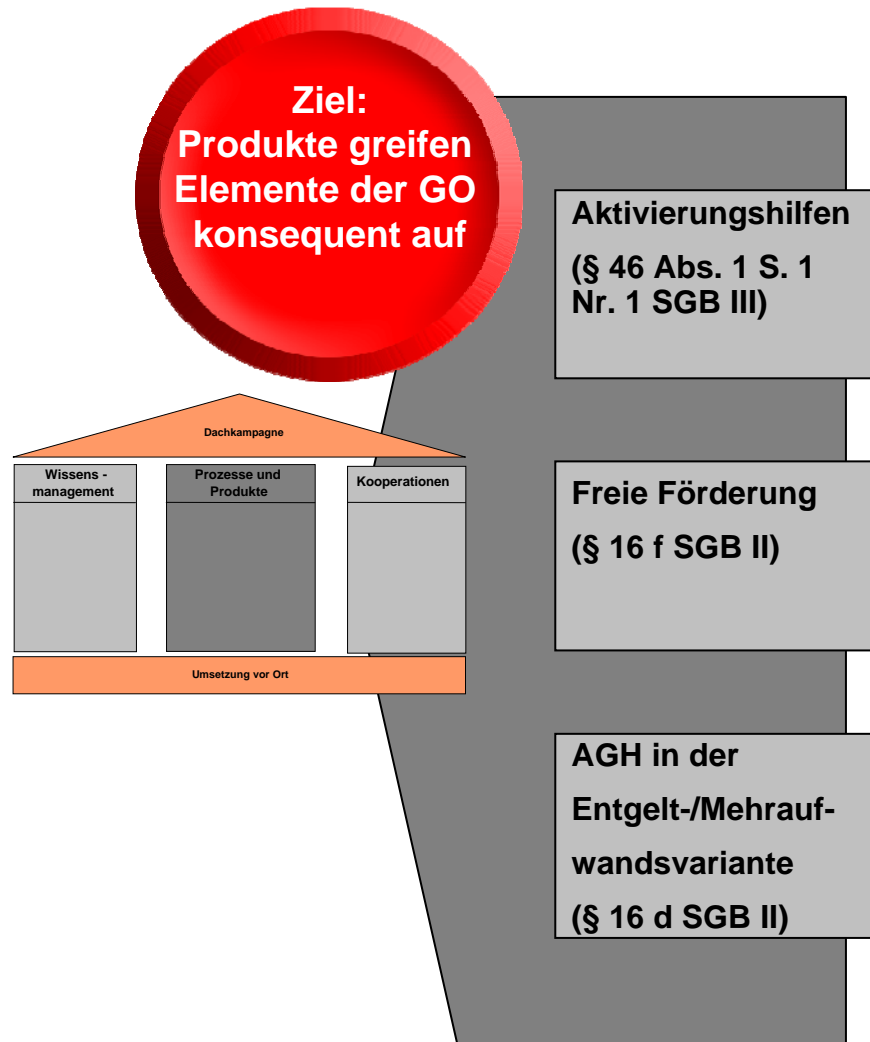 Ziel:
Produkte greifen
Elemente der GO
konsequent auf
Aktivierungshilfen
(§ 46 Abs. 1 S. 1
Nr. 1 SGB III)
Dachkampagne
Wissens -
management
Prozesse und
Produkte
Kooperationen
Umsetzung vor Ort
Freie Förderung
(§ 16 f SGB II)
AGH in der
Entgelt-/Mehrauf-
wandsvariante
(§ 16 d SGB II)